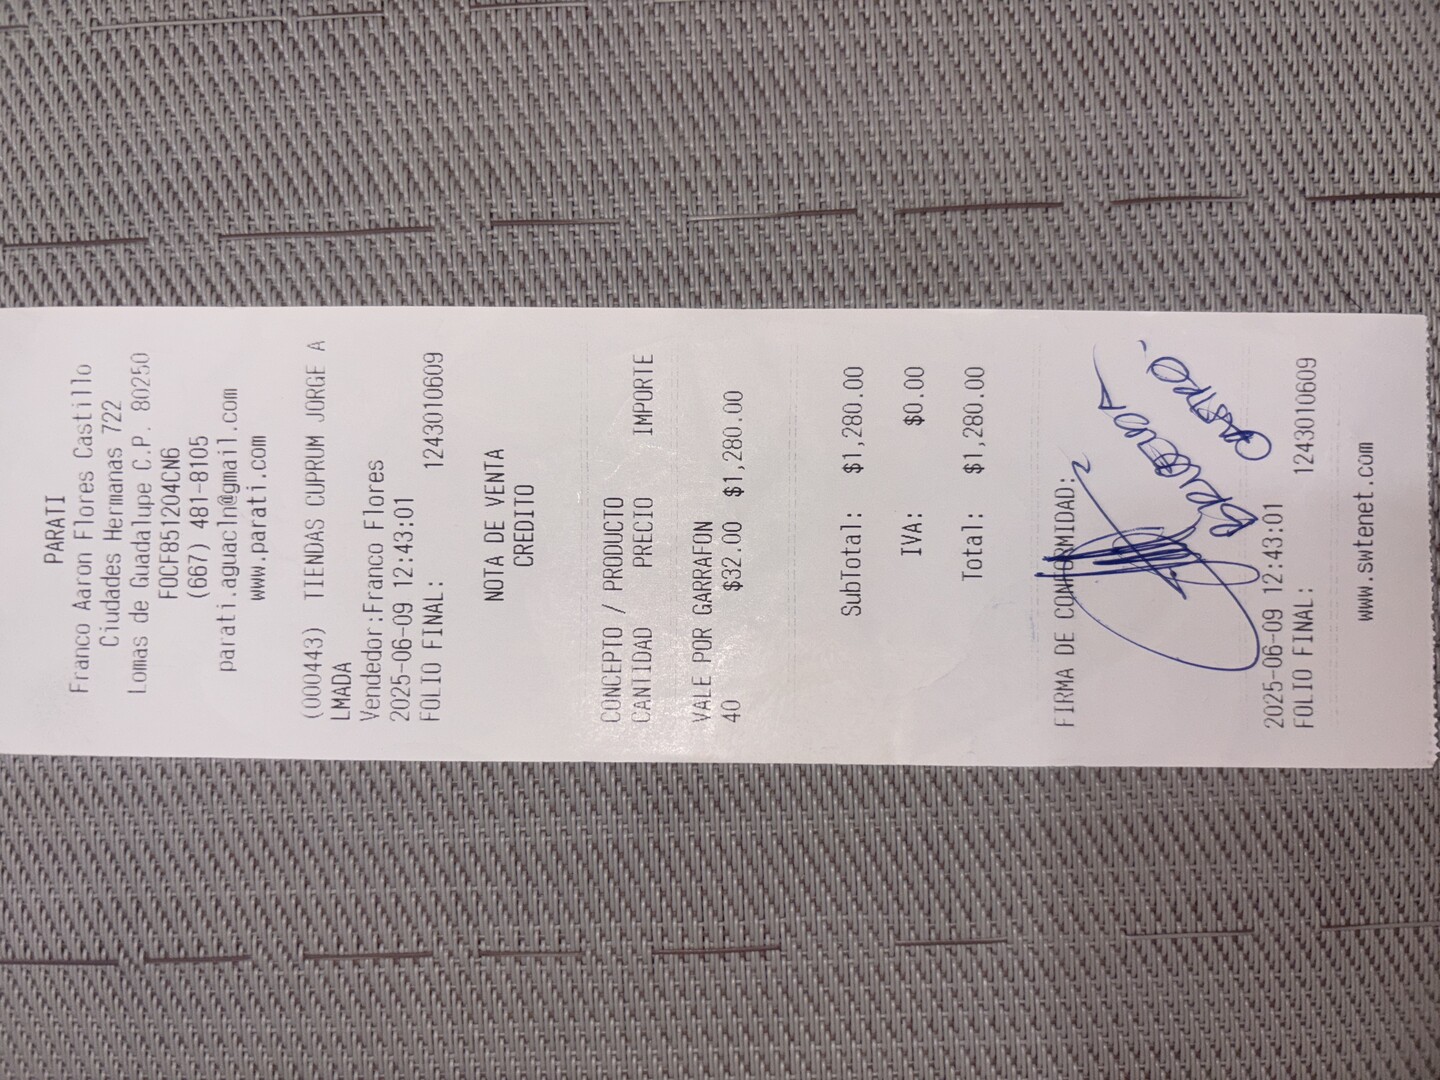 PARATI
Franco Aaron Flores Castillo
Ciudades Hermanas 722
Lomas de Guadalupe C.P. 80250
FOCF851204CN6
(667) 481-8105
parati.aguacln@gmail.com
www.parati.com
(000443) TIENDAS CUPRUM JORGE A
LMADA
Vendedor:Franco Flores
2025-06-09 12:43:01
FOLIO FINAL: 1243010609
NOTA DE VENTA
CREDITO
CONCEPTO / PRODUCTO
CANTIDAD PRECIO IMPORTE
VALE POR GARRAFON
40 $32.00 $1,280.00
SubTotal: $1,280.00
IVA: $0.00
Total: $1,280.00
FIRMA DE CONFORMIDAD:
CASTRO
2025-06-09 12:43:01
FOLIO FINAL: 1243010609
www.swtenet.com